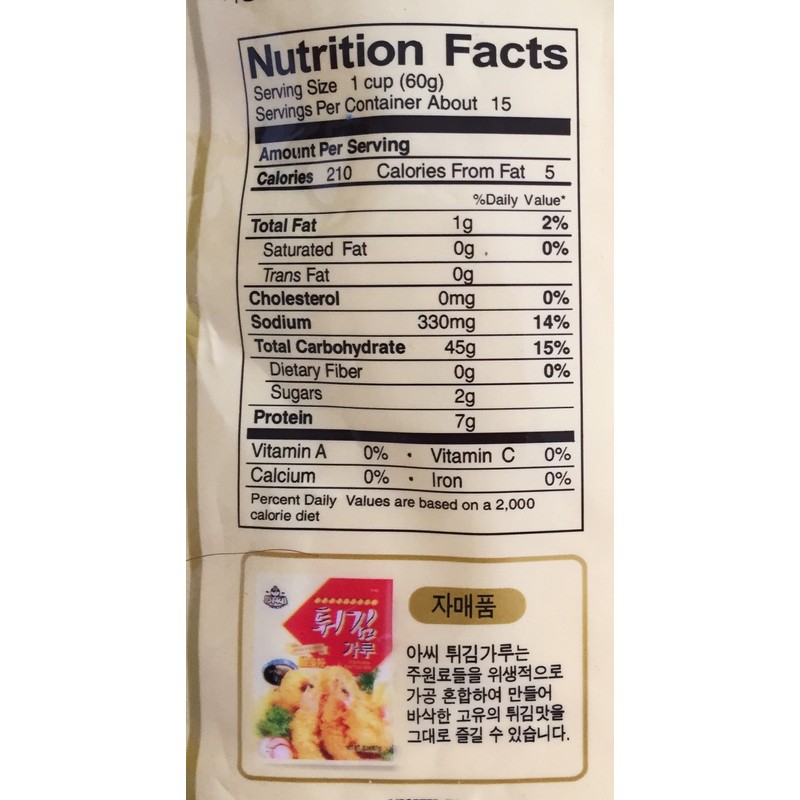 Nutrition Facts
Serving Size 1 cup (60g)
Servings Per Container About 15
Amount Per Serving
Calories 210 Calories From Fat 5
%Daily Value*
Total Fat 1g 2%
Saturated Fat 0g 0%
Trans Fat 0g
Cholesterol 0mg 0%
Sodium 330mg 14%
Total Carbohydrate 45g 15%
Dietary Fiber 0g 0%
Sugars 2g
Protein 7g
Vitamin A 0% • Vitamin C 0%
Calcium 0% • Iron 0%
Percent Daily Values are based on a 2,000
calorie diet
튀김
가루
자매품
아씨 튀김가루는
주원료들을 위생적으로
가공 혼합하여 만들어
바삭한 고유의 튀김맛을
그대로 즐길 수 있습니다.